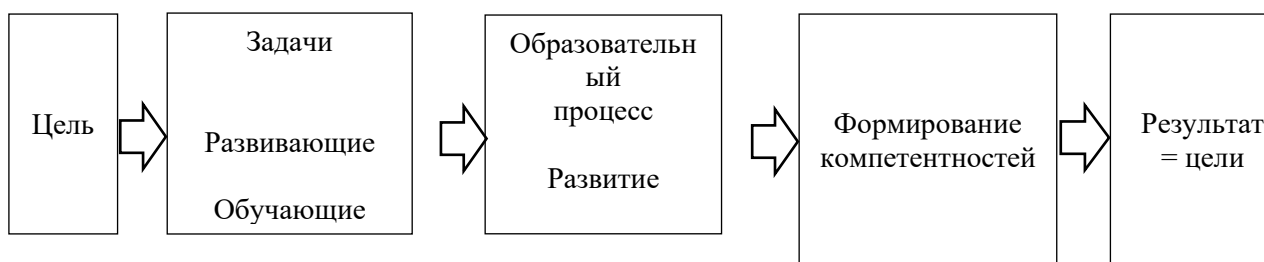 Цель
Задачи
Развивающие
Обучающие
Образовательн
ый
процесс
Развитие
Формирование
компетентностей
Результат
= цели